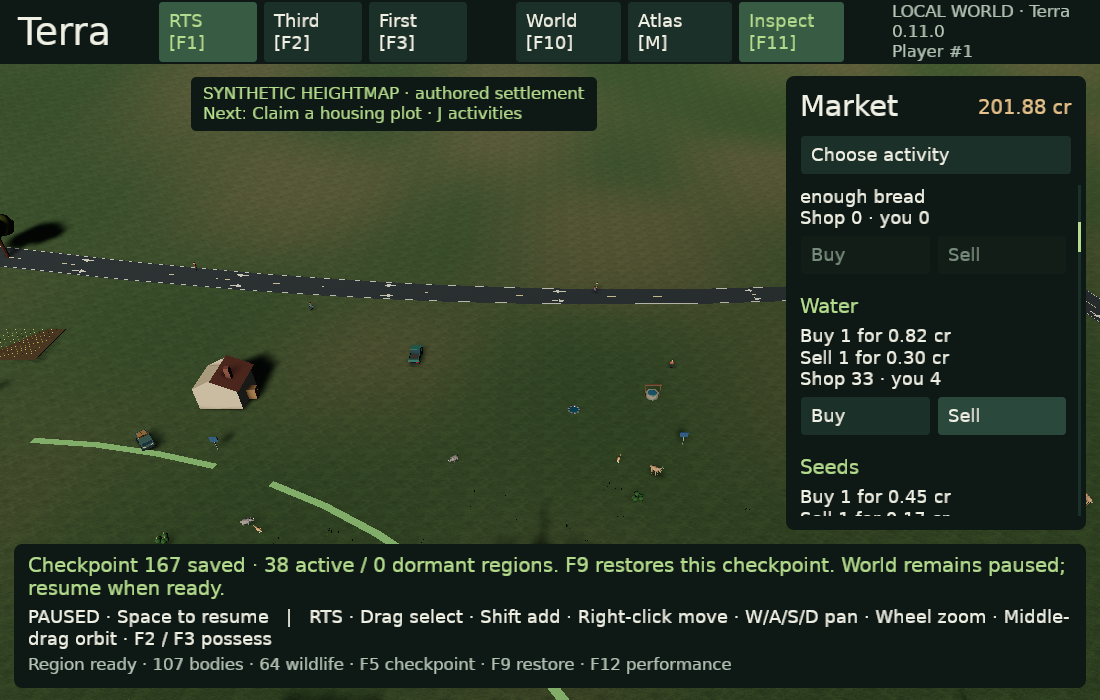 Terra
RTS
[F1]
Third
[F2]
First
[F3]
World
[F10]
Atlas
[M]
Inspect
[F11]
LOCAL WORLD · Terra
0.11.0
Player #1
SYNTHETIC HEIGHTMAP · authored settlement
Next: Claim a housing plot · J activities
Market
201.88 cr
Choose activity
enough bread
Shop 0 · you 0
Buy
Sell
Water
Buy 1 for 0.82 cr
Sell 1 for 0.30 cr
Shop 33 · you 4
Buy
Sell
Seeds
Buy 1 for 0.45 cr
Sell 1 for 0.17 cr
Checkpoint 167 saved · 38 active / 0 dormant regions. F9 restores this checkpoint. World remains paused;
resume when ready.
PAUSED · Space to resume | RTS · Drag select · Shift add · Right-click move · W/A/S/D pan · Wheel zoom · Middle-
drag orbit · F2 / F3 possess
Region ready · 107 bodies · 64 wildlife · F5 checkpoint · F9 restore · F12 performance